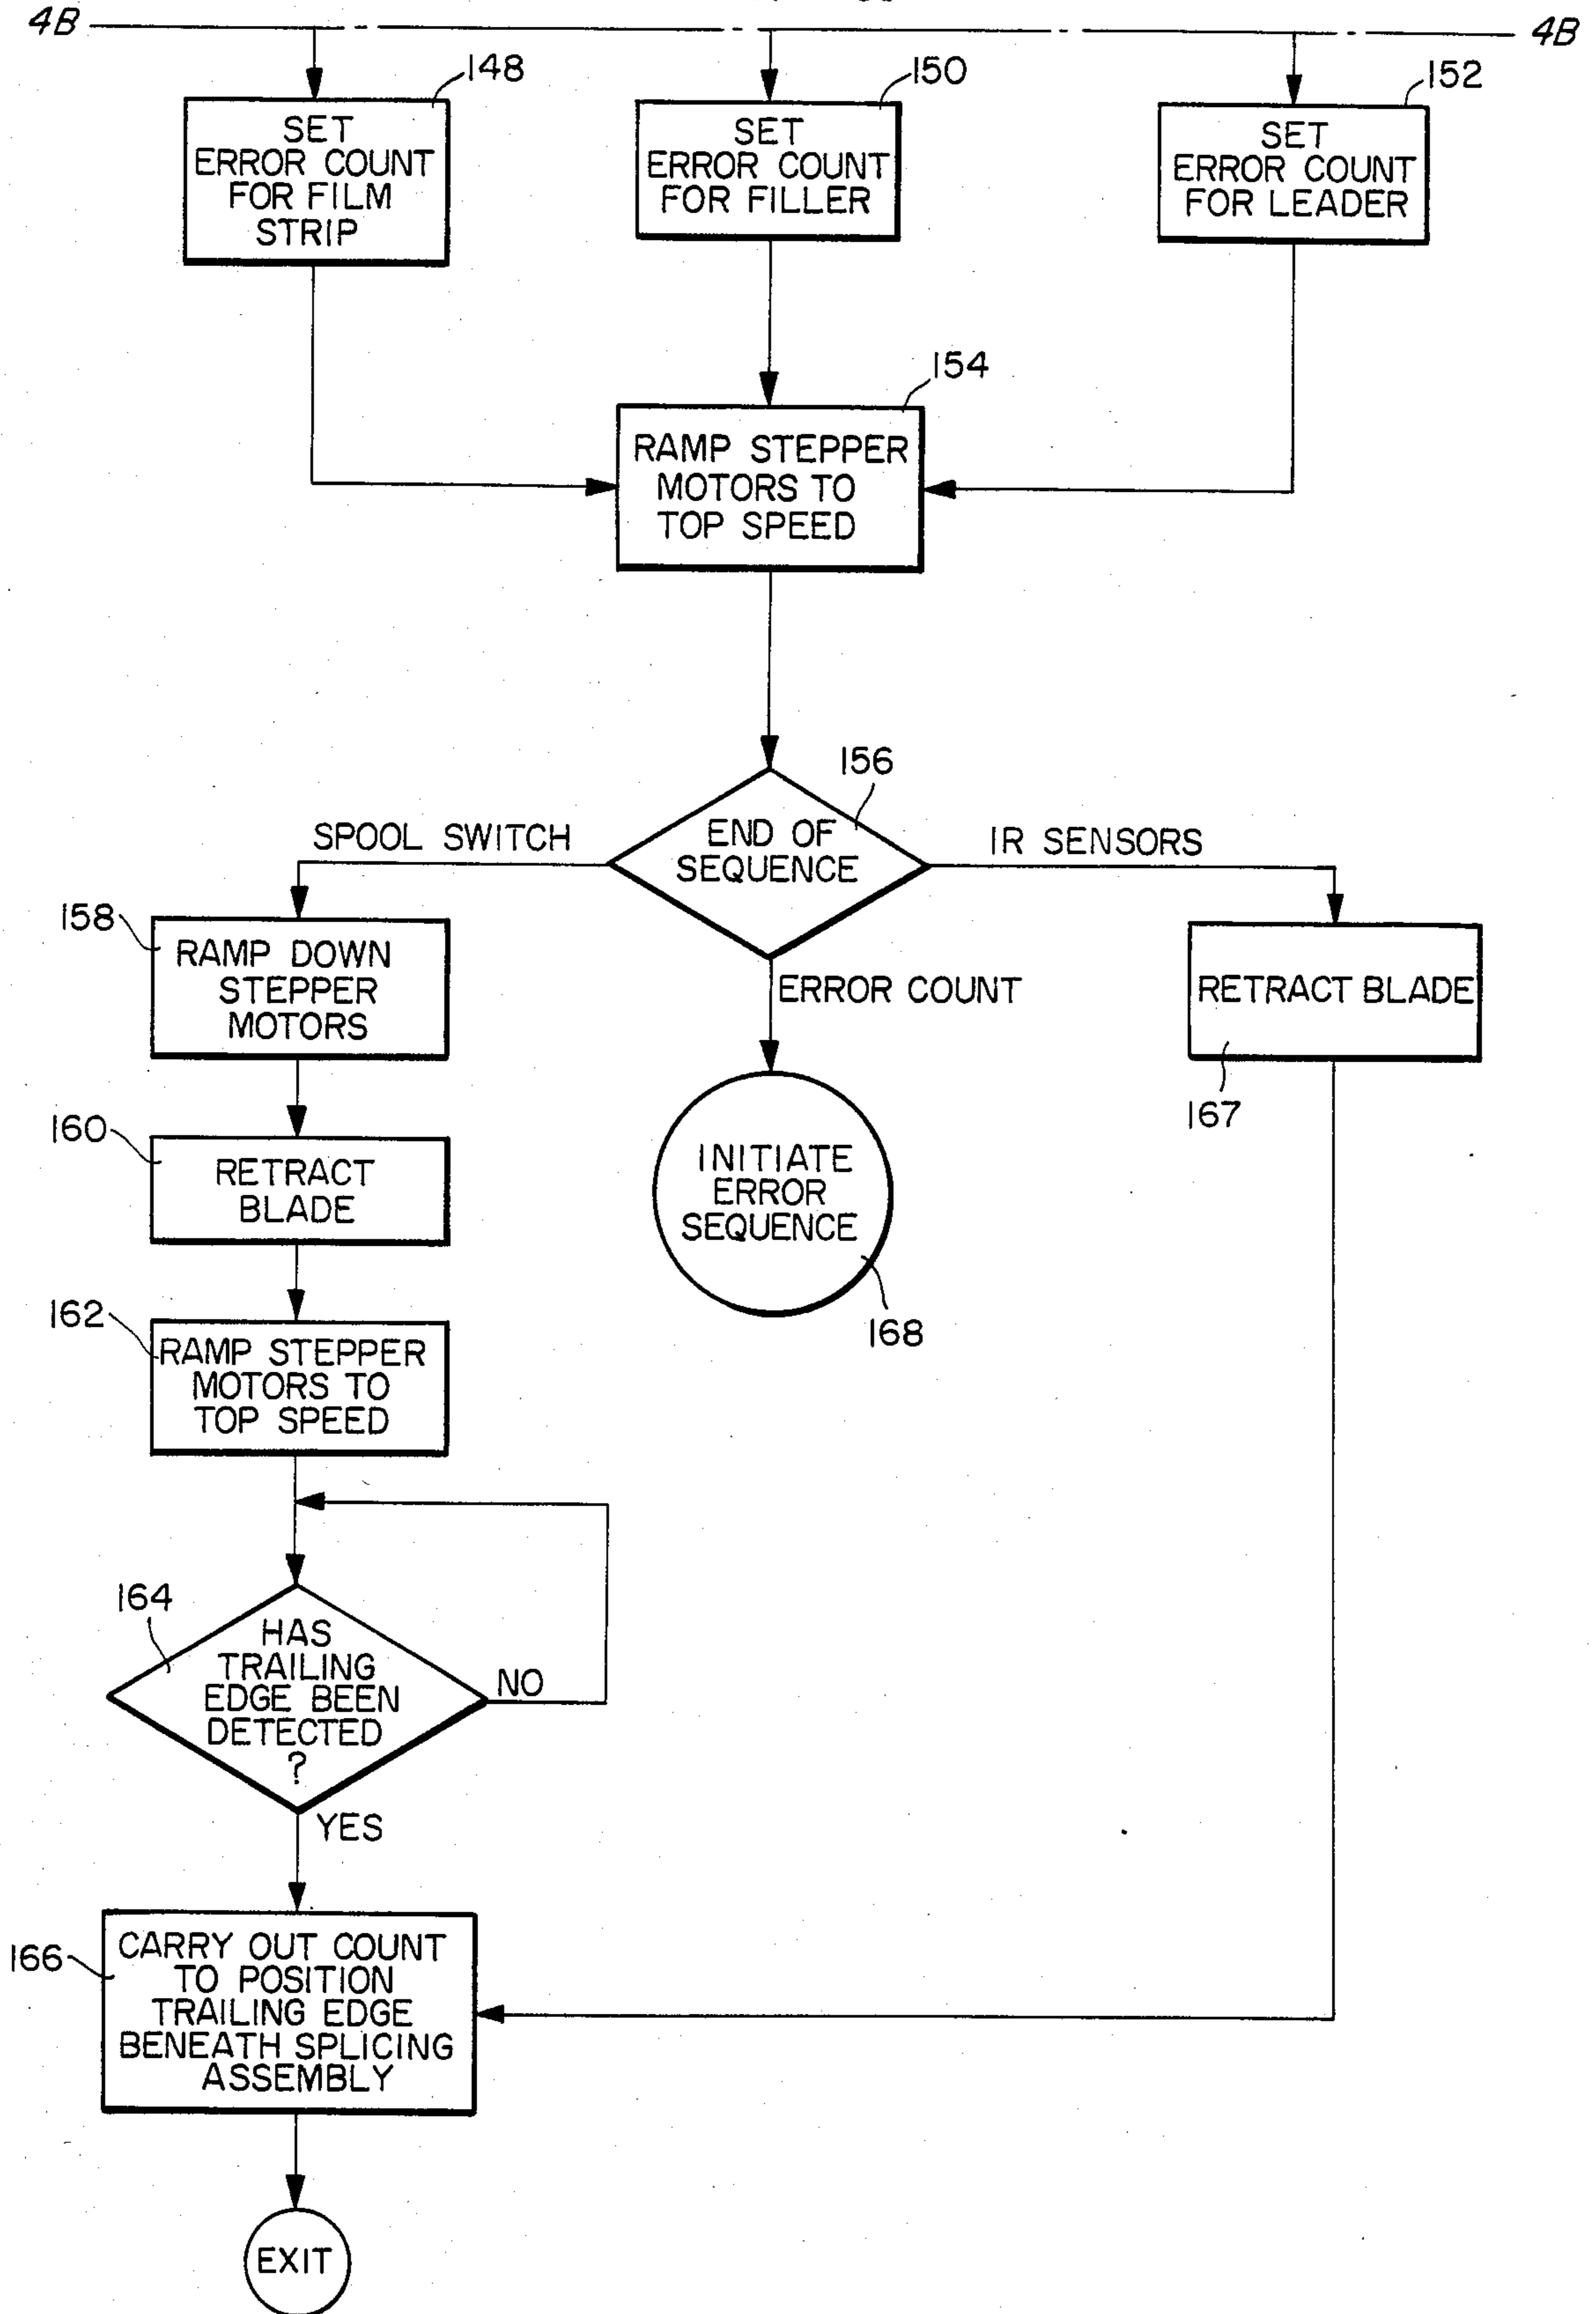 4B
4B
148
150
152
SET
ERROR COUNT
FOR FILM
STRIP
SET
ERROR COUNT
FOR FILLER
SET
ERROR COUNT
FOR LEADER
154
RAMP STEPPER
MOTORS TO
TOP SPEED
156
END OF
SEQUENCE
SPOOL SWITCH
IR SENSORS
ERROR COUNT
158
RAMP DOWN
STEPPER
MOTORS
RETRACT BLADE
167
160
RETRACT
BLADE
INITIATE
ERROR
SEQUENCE
168
162
RAMP STEPPER
MOTORS TO
TOP SPEED
164
HAS
TRAILING
EDGE BEEN
DETECTED
?
NO
YES
166
CARRY OUT COUNT
TO POSITION
TRAILING EDGE
BENEATH SPLICING
ASSEMBLY
EXIT